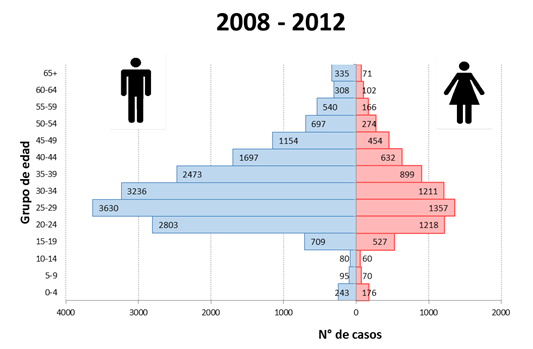 2008 - 2012
Grupo de edad
65+ 335 71
60-64 308 102
55-59 540 166
50-54 697 274
45-49 1154 454
40-44 1697 632
35-39 2473 899
30-34 3236 1211
25-29 3630 1357
20-24 2803 1218
15-19 709 527
10-14 80 60
5-9 95 70
0-4 243 176
4000 3000 2000 1000 0 1000 2000
N° de casos